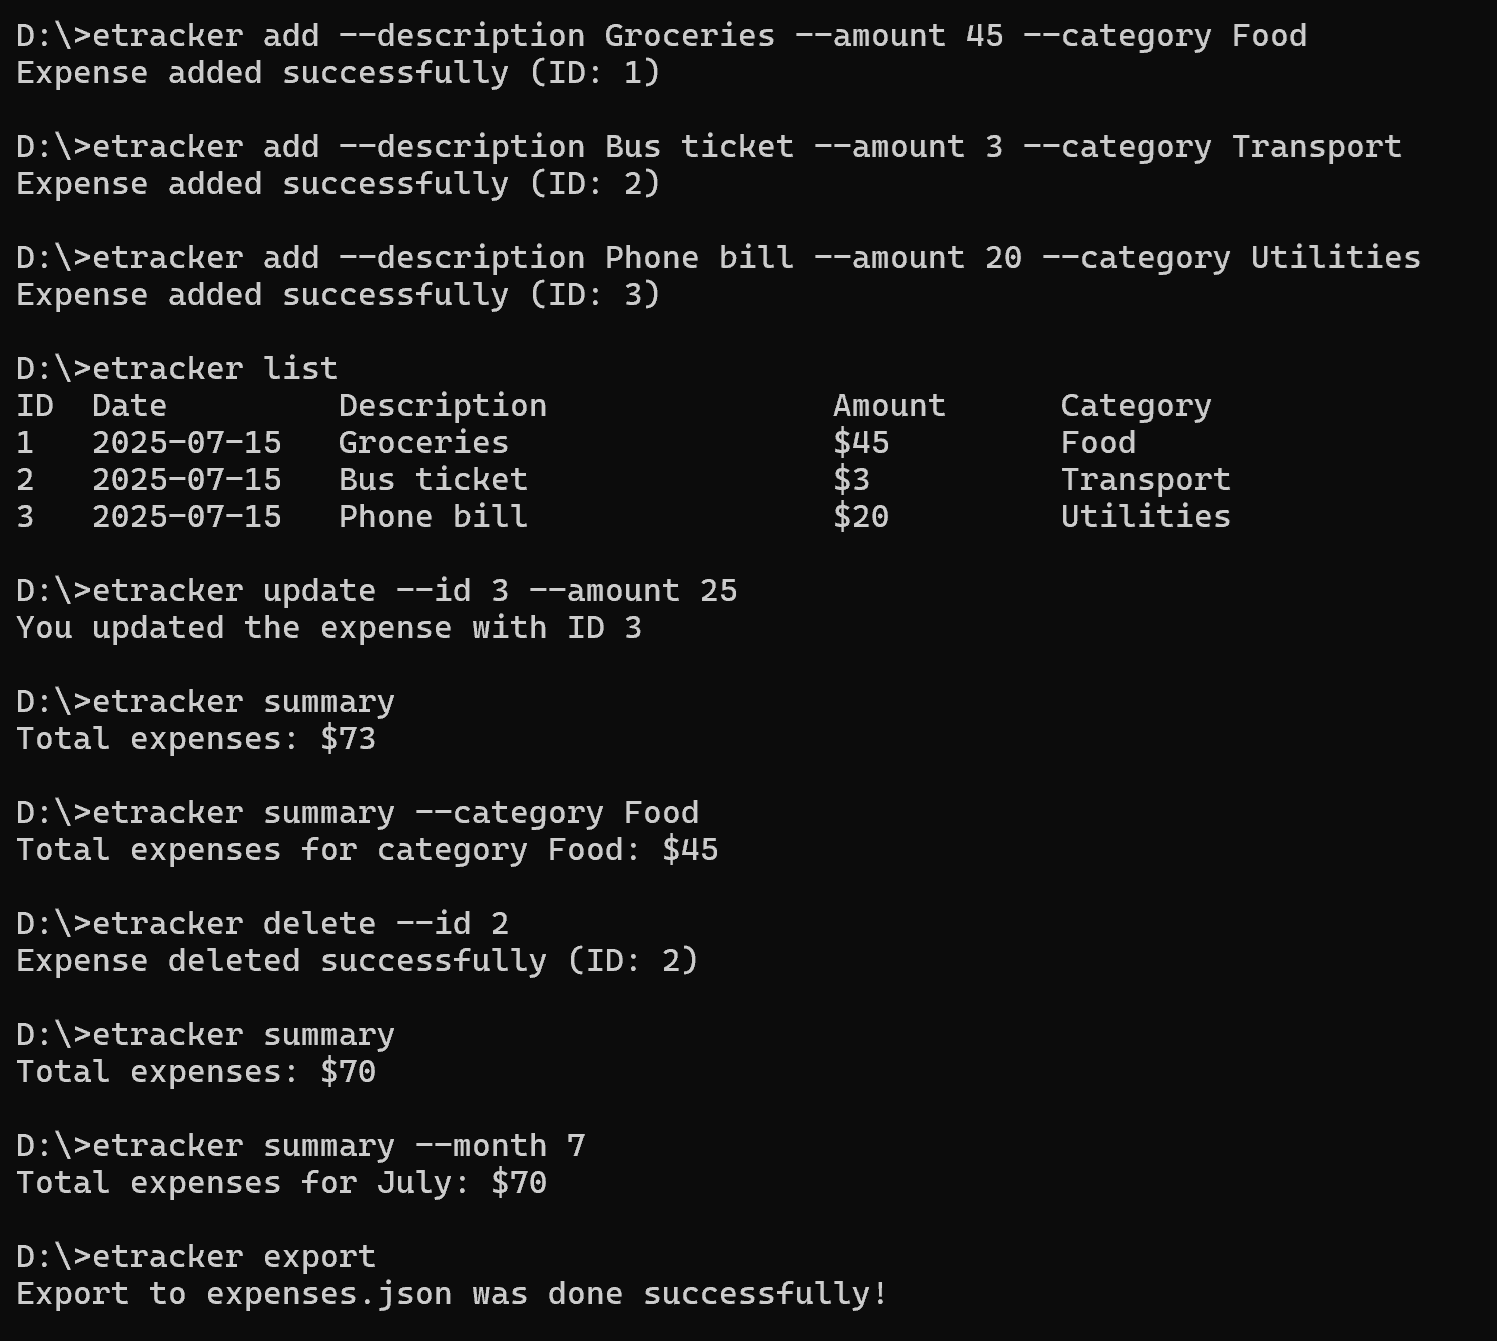 D:\>etracker add --description Groceries --amount 45 --category Food
Expense added successfully (ID: 1)
D:\>etracker add --description Bus ticket --amount 3 --category Transport
Expense added successfully (ID: 2)
D:\>etracker add --description Phone bill --amount 20 --category Utilities
Expense added successfully (ID: 3)
D:\>etracker list
ID  Date         Description               Amount      Category
1   2025-07-15   Groceries                 $45         Food
2   2025-07-15   Bus ticket                $3          Transport
3   2025-07-15   Phone bill                $20         Utilities
D:\>etracker update --id 3 --amount 25
You updated the expense with ID 3
D:\>etracker summary
Total expenses: $73
D:\>etracker summary --category Food
Total expenses for category Food: $45
D:\>etracker delete --id 2
Expense deleted successfully (ID: 2)
D:\>etracker summary
Total expenses: $70
D:\>etracker summary --month 7
Total expenses for July: $70
D:\>etracker export
Export to expenses.json was done successfully!